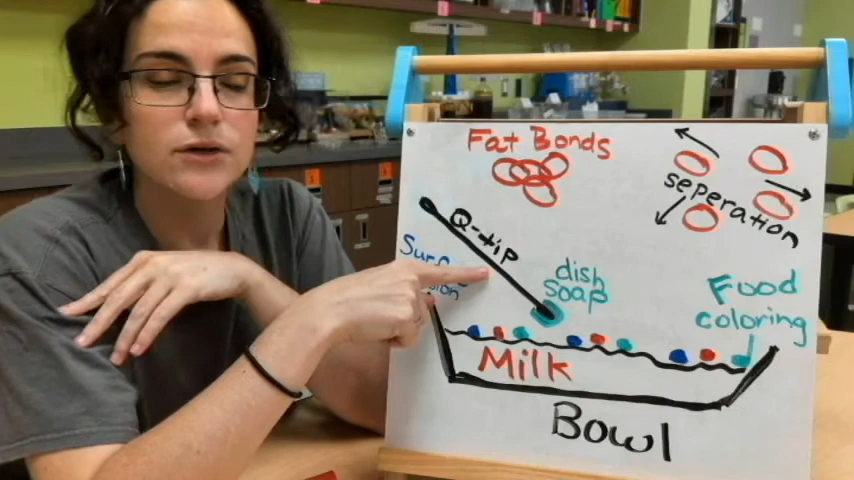 Fat Bonds
seperation
Q-tip
dish
soap
Food
coloring
Milk
Bowl